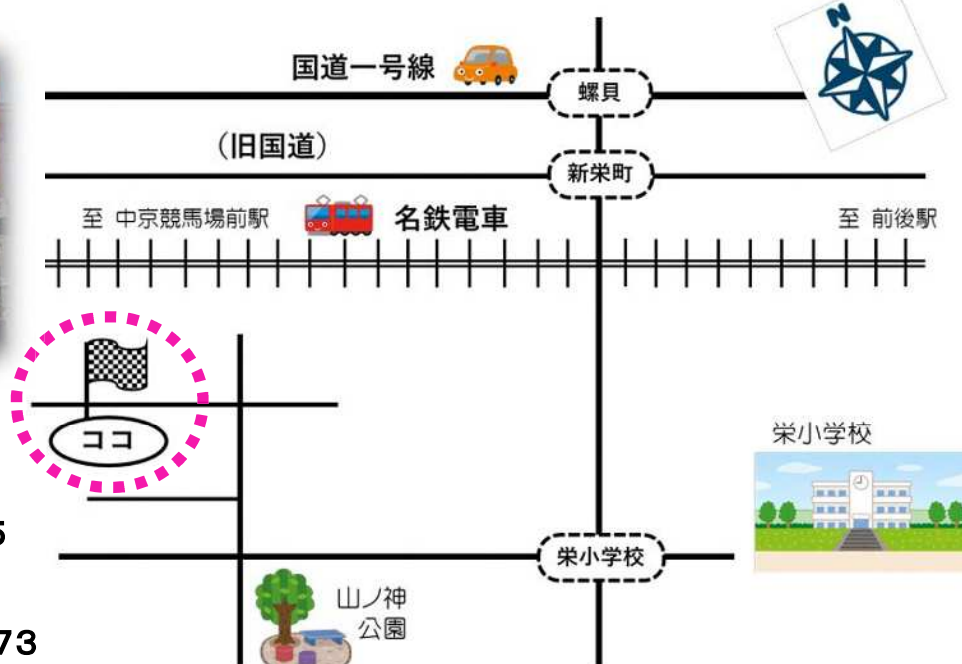 N
国道一号線
螺貝
（旧国道）
新栄町
至 中京競馬場前駅
名鉄電車
至 前後駅
ココ
栄小学校
5
栄小学校
山ノ神
公園
73